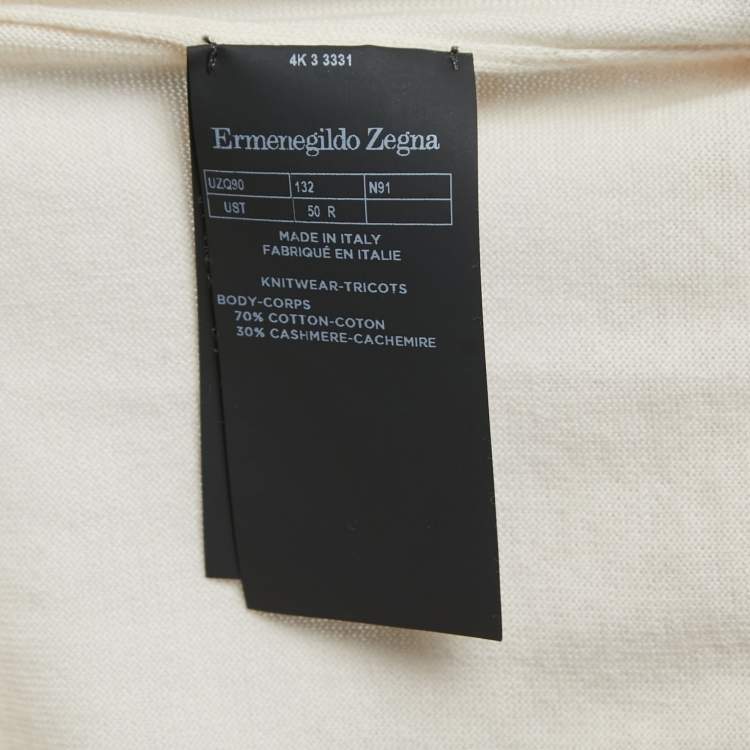 4K 3 3331
Ermenegildo Zegna
UZQ90 132 N91
UST 50 R
MADE IN ITALY
FABRIQUÉ EN ITALIE
KNITWEAR-TRICOTS
BODY-CORPS
70% COTTON-COTON
30% CASHMERE-CACHEMIRE